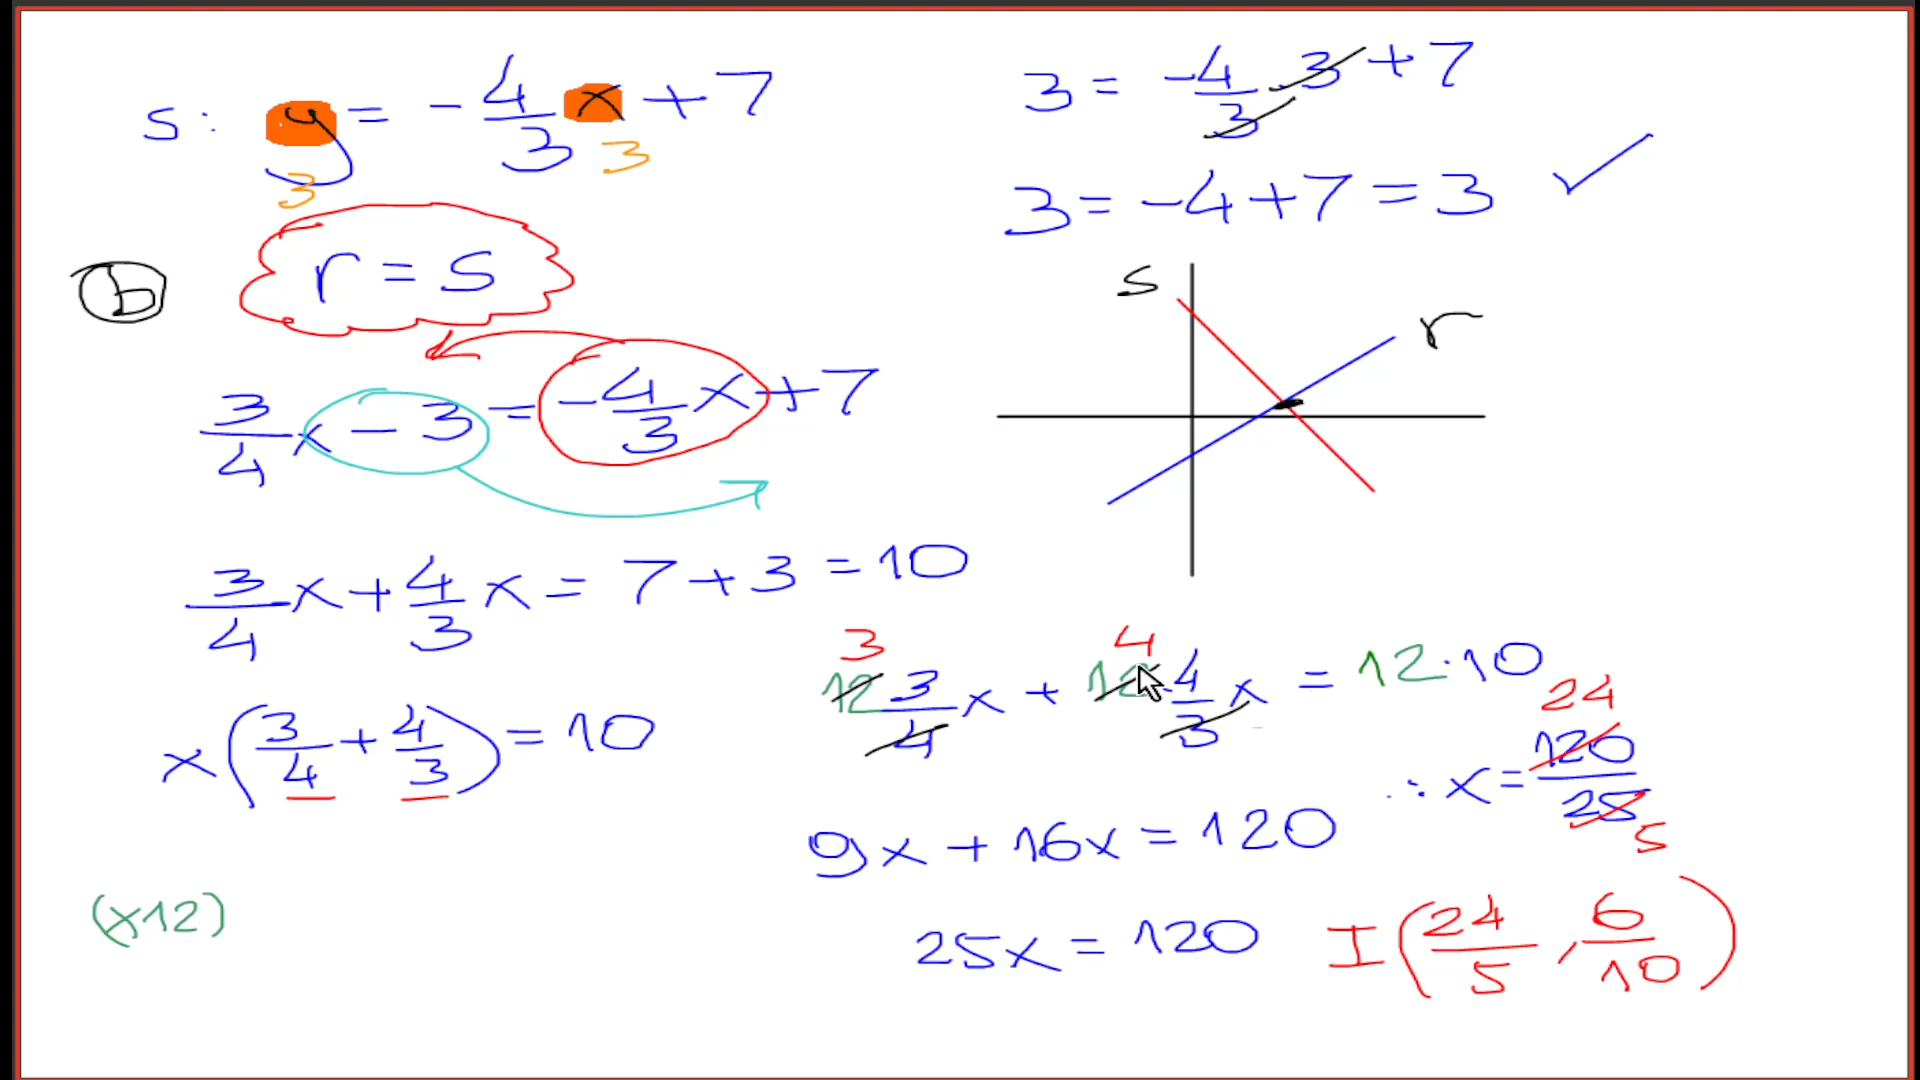 s: y = -4/3 x + 7
3 3
3 = -4/3 · 3 + 7
3 = -4 + 7 = 3 ✓
b r = s
s r
3/4 x - 3 = -4/3 x + 7
3/4 x + 4/3 x = 7 + 3 = 10
x (3/4 + 4/3) = 10
(x12)
3 4
12 3/4 x + 12 · 4/3 x = 12 · 10
9x + 16x = 120
25x = 120
24
∴ x = 120/25
5
I (24/5, 6/10)